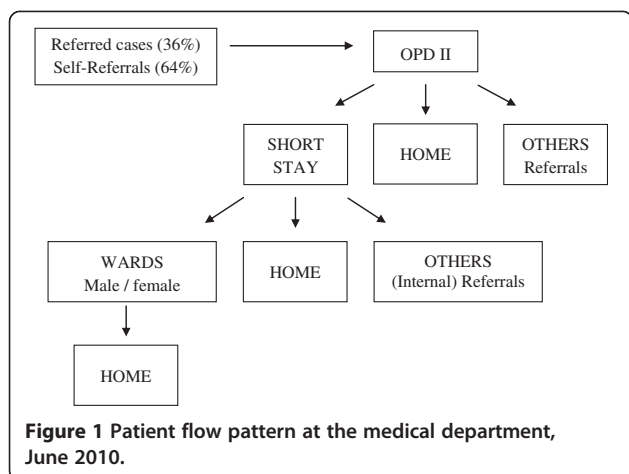 Referred cases (36%)
Self-Referrals (64%)
OPD II
SHORT
STAY
HOME
OTHERS
Referrals
WARDS
Male / female
HOME
OTHERS
(Internal) Referrals
HOME
Figure 1 Patient flow pattern at the medical department,
June 2010.